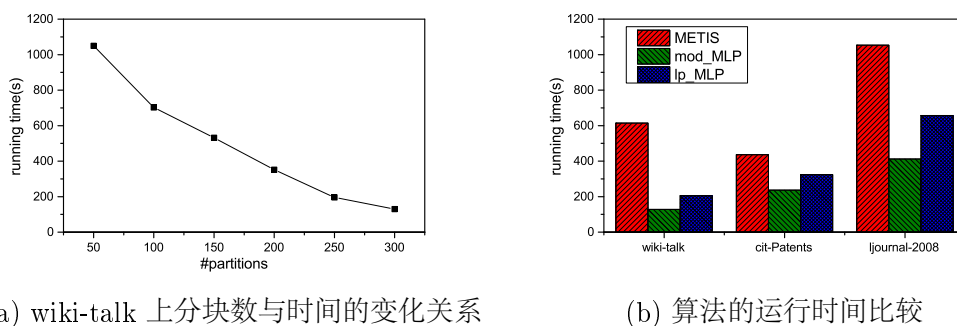 1200
1000
800
600
400
200
0
running time(s)
50 100 150 200 250 300
#partitions
1200
1000
800
600
400
200
0
running time(s)
METIS
mod_MLP
lp_MLP
wiki-talk cit-Patents ljournal-2008
a) wiki-talk 上分块数与时间的变化关系
(b) 算法的运行时间比较